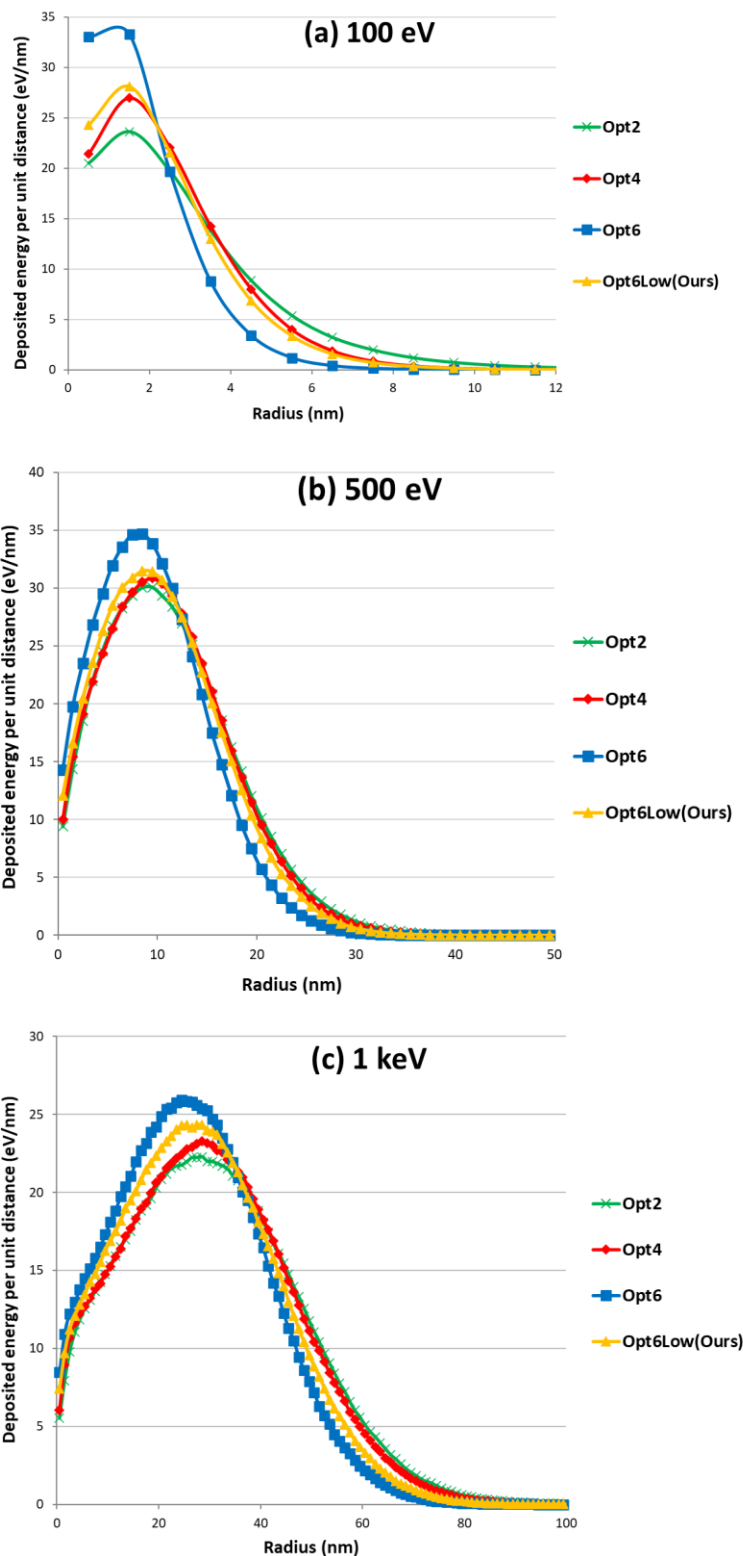 (a) 100 eV
Deposited energy per unit distance (eV/nm)
35
30
25
20
15
10
5
0
0 2 4 6 8 10 12
Radius (nm)
Opt2
Opt4
Opt6
Opt6Low(Ours)
(b) 500 eV
Deposited energy per unit distance (eV/nm)
40
35
30
25
20
15
10
5
0
0 10 20 30 40 50
Radius (nm)
Opt2
Opt4
Opt6
Opt6Low(Ours)
(c) 1 keV
Deposited energy per unit distance (eV/nm)
30
25
20
15
10
5
0
0 20 40 60 80 100
Radius (nm)
Opt2
Opt4
Opt6
Opt6Low(Ours)